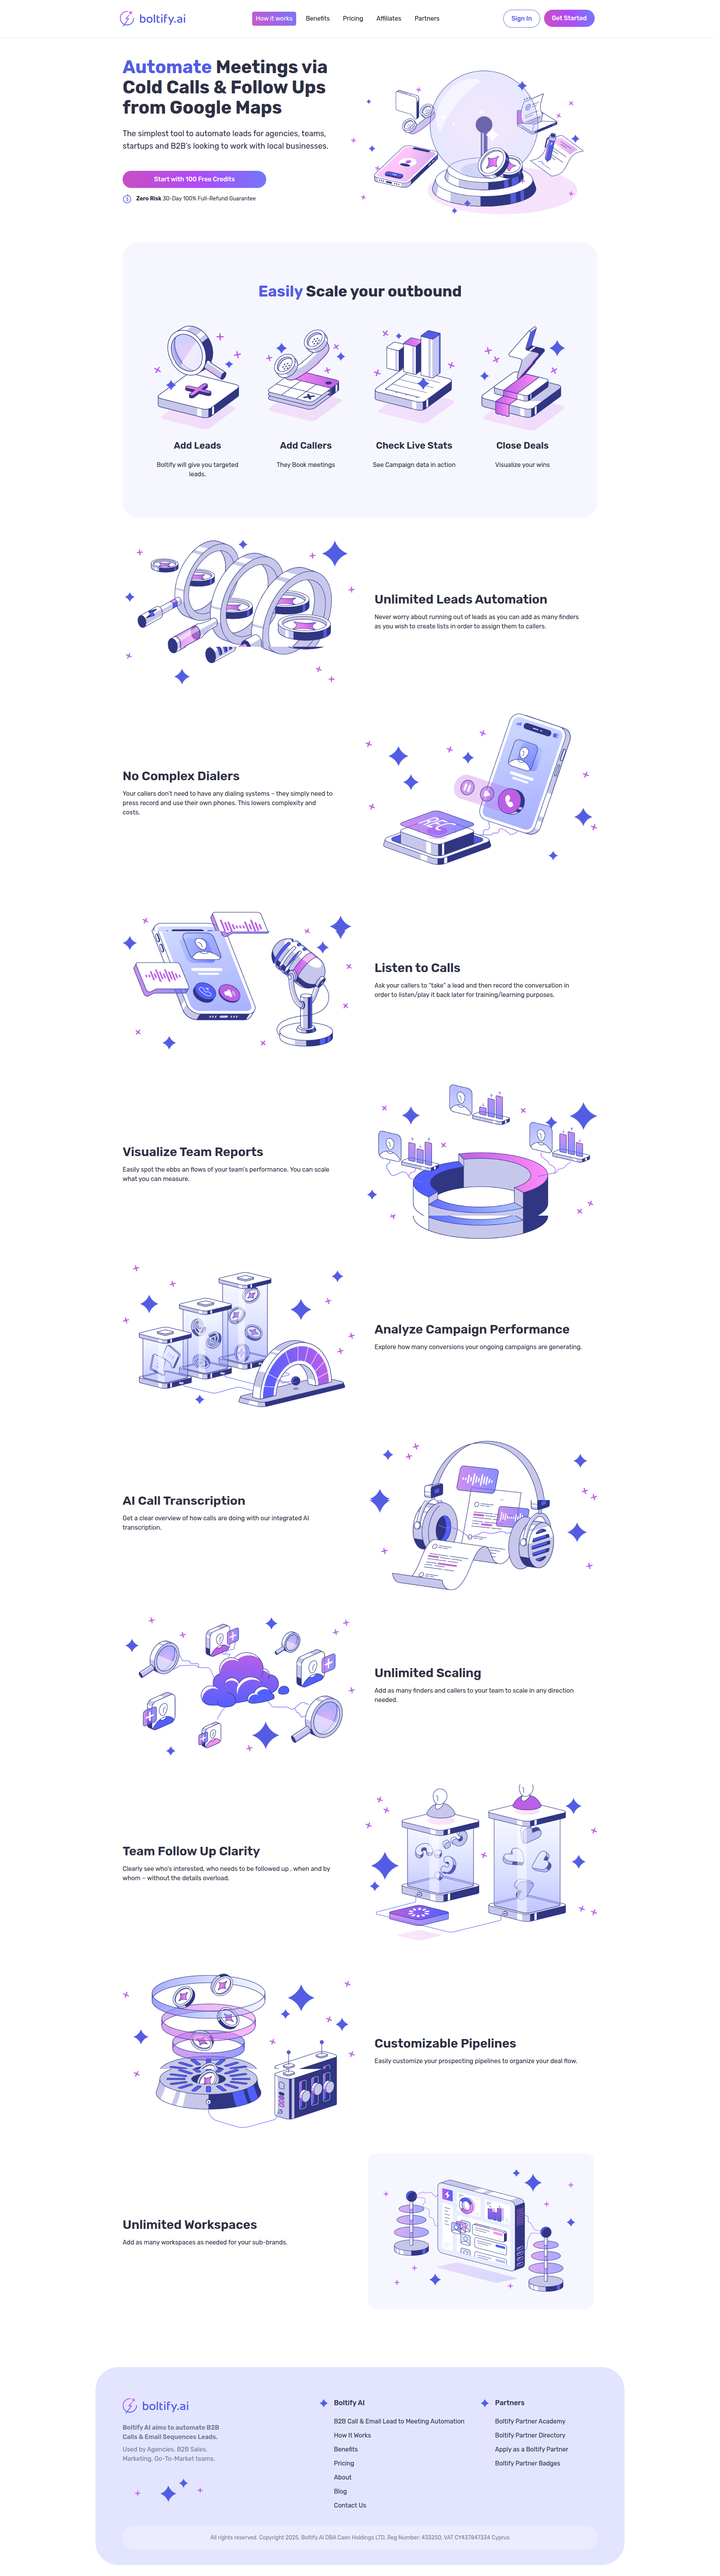 boltify.ai
How it works
Benefits
Pricing
Affiliates
Partners
Sign In
Get Started
Automate Meetings via
Cold Calls & Follow Ups
from Google Maps
The simplest tool to automate leads for agencies, teams,
startups and B2B's looking to work with local businesses.
Start with 100 Free Credits
Zero Risk 30-Day 100% Full-Refund Guarantee
Easily Scale your outbound
Add Leads
Boltify will give you targeted
leads.
Add Callers
They Book meetings
Check Live Stats
See Campaign data in action
Close Deals
Visualize your wins
Unlimited Leads Automation
Never worry about running out of leads as you can add as many finders
as you wish to create lists in order to assign them to callers.
No Complex Dialers
Your callers don't need to have any dialing systems – they simply need to
press record and use their own phones. This lowers complexity and
costs.
REC
Listen to Calls
Ask your callers to “take” a lead and then record the conversation in
order to listen/play it back later for training/learning purposes.
Visualize Team Reports
Easily spot the ebbs an flows of your team's performance. You can scale
what you can measure.
Analyze Campaign Performance
Explore how many conversions your ongoing campaigns are generating.
AI Call Transcription
Get a clear overview of how calls are doing with our integrated AI
transcription.
Unlimited Scaling
Add as many finders and callers to your team to scale in any direction
needed.
Team Follow Up Clarity
Clearly see who's interested, who needs to be followed up , when and by
whom – without the details overload.
Customizable Pipelines
Easily customize your prospecting pipelines to organize your deal flow.
Unlimited Workspaces
Add as many workspaces as needed for your sub-brands.
boltify.ai
Boltify AI aims to automate B2B
Calls & Email Sequences Leads.
Used by Agencies, B2B Sales,
Marketing, Go-To-Market teams.
Boltify AI
B2B Call & Email Lead to Meeting Automation
How It Works
Benefits
Pricing
About
Blog
Contact Us
Partners
Boltify Partner Academy
Boltify Partner Directory
Apply as a Boltify Partner
Boltify Partner Badges
All rights reserved. Copyright 2025, Boltify.AI DBA Caen Holdings LTD, Reg Number: 433250, VAT CY437847334 Cyprus